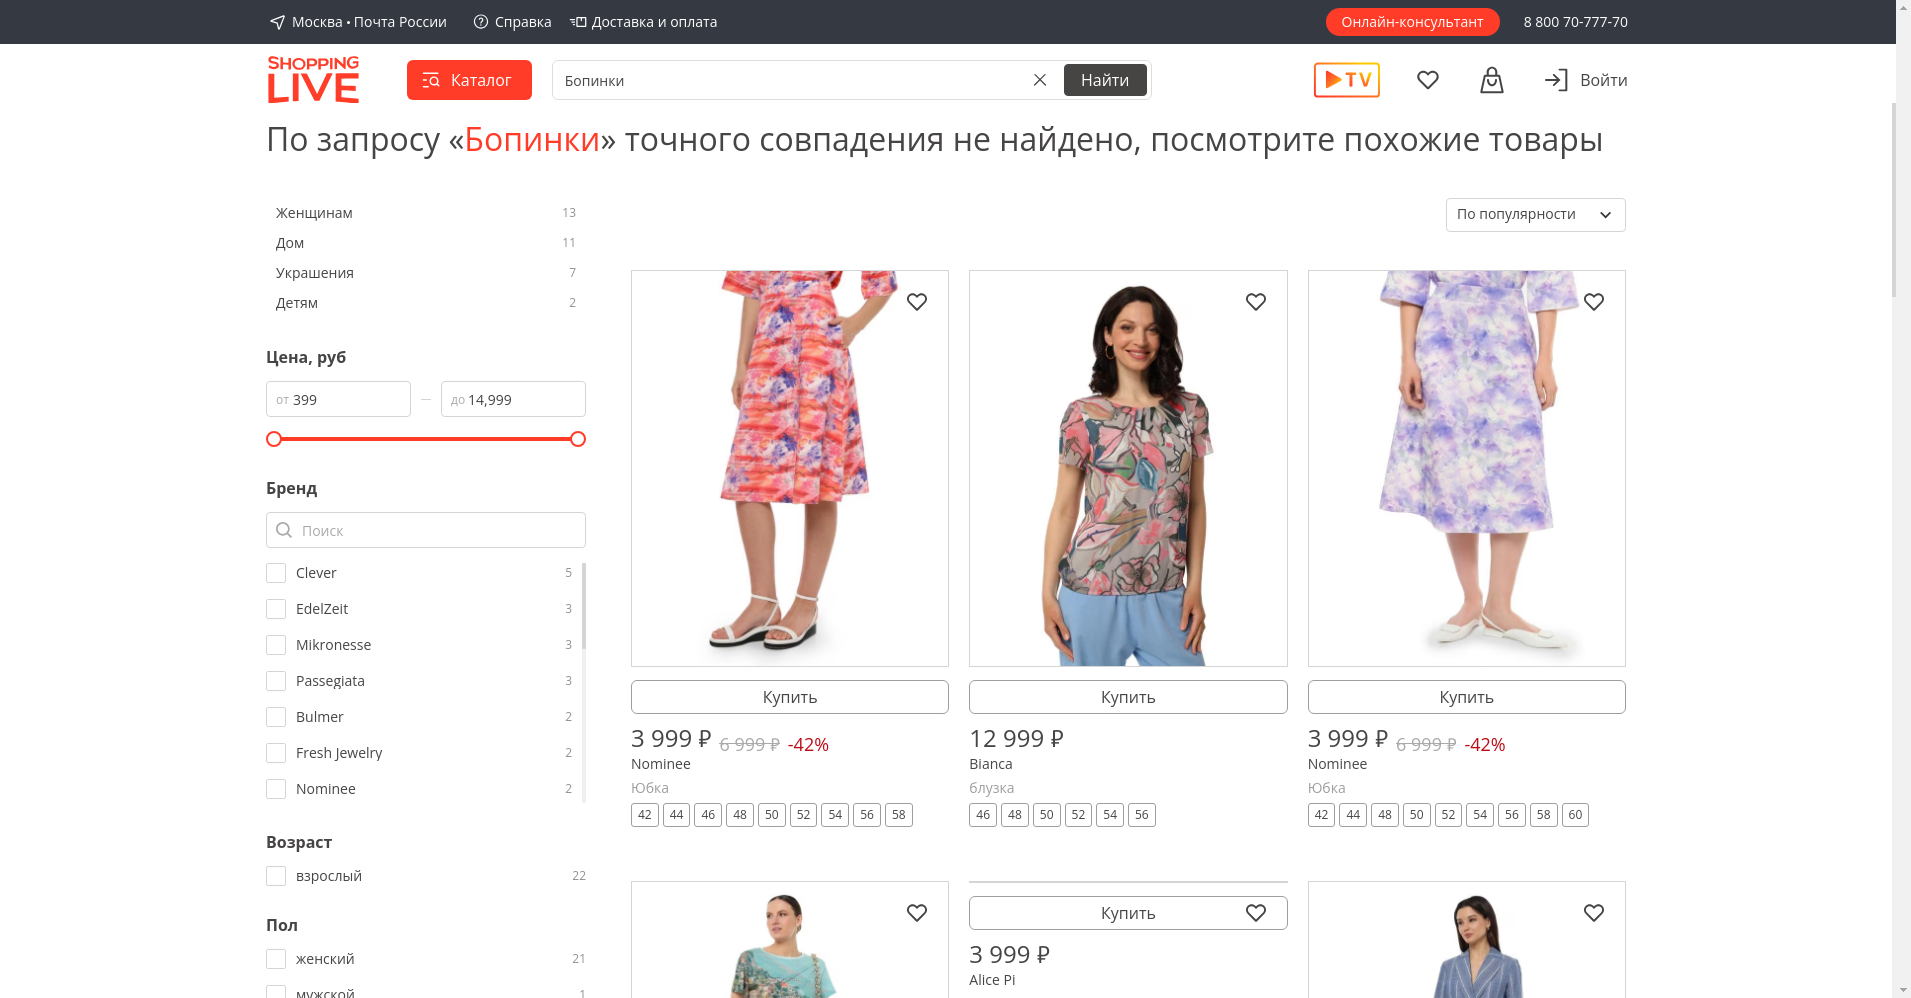 Москва • Почта России
Справка
Доставка и оплата
Онлайн-консультант
8 800 70-777-70
SHOPPING
LIVE
Каталог
Бопинки
Найти
TV
Войти
По запросу «Бопинки» точного совпадения не найдено, посмотрите похожие товары
Женщинам 13
Дом 11
Украшения 7
Детям 2
По популярности
Цена, руб
от 399 — до 14,999
Бренд
Поиск
Clever 5
EdelZeit 3
Mikronesse 3
Passegiata 3
Bulmer 2
Fresh Jewelry 2
Nominee 2
Возраст
взрослый 22
Пол
женский 21
мужской 1
Купить
3 999 ₽ 6 999 ₽ -42%
Nominee
Юбка
42 44 46 48 50 52 54 56 58
Купить
12 999 ₽
Bianca
блузка
46 48 50 52 54 56
Купить
3 999 ₽ 6 999 ₽ -42%
Nominee
Юбка
42 44 48 50 52 54 56 58 60
Купить
3 999 ₽
Alice Pi